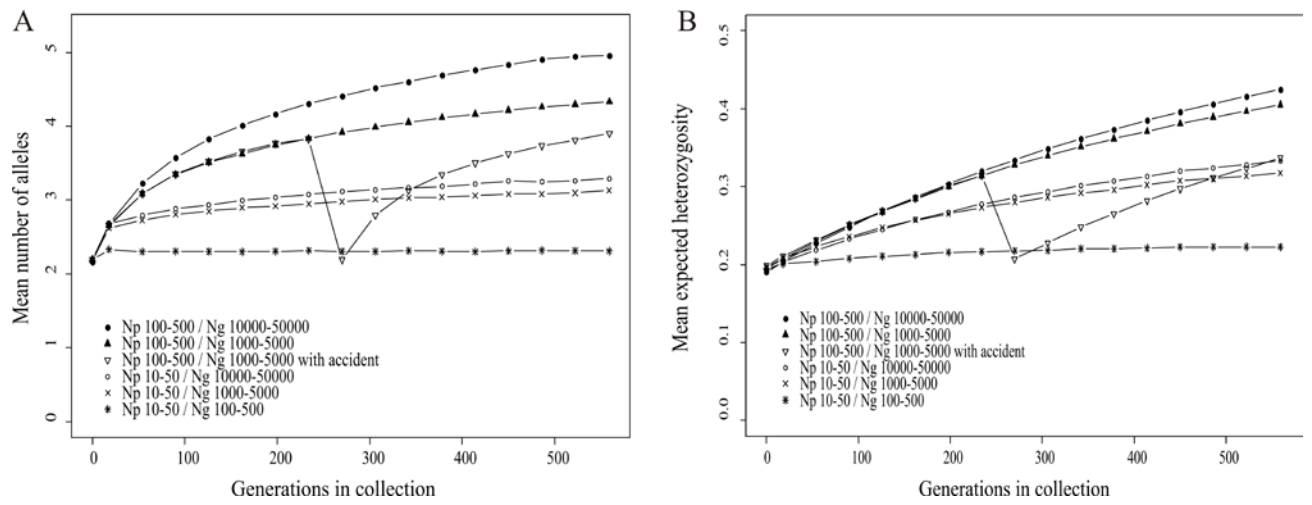 A
Mean number of alleles
5
4
3
2
1
0
Np 100-500 / Ng 10000-50000
Np 100-500 / Ng 1000-5000
Np 100-500 / Ng 1000-5000 with accident
Np 10-50 / Ng 10000-50000
Np 10-50 / Ng 1000-5000
Np 10-50 / Ng 100-500
0 100 200 300 400 500
Generations in collection
B
Mean expected heterozygosity
0.5
0.4
0.3
0.2
0.1
0.0
Np 100-500 / Ng 10000-50000
Np 100-500 / Ng 1000-5000
Np 100-500 / Ng 1000-5000 with accident
Np 10-50 / Ng 10000-50000
Np 10-50 / Ng 1000-5000
Np 10-50 / Ng 100-500
0 100 200 300 400 500
Generations in collection